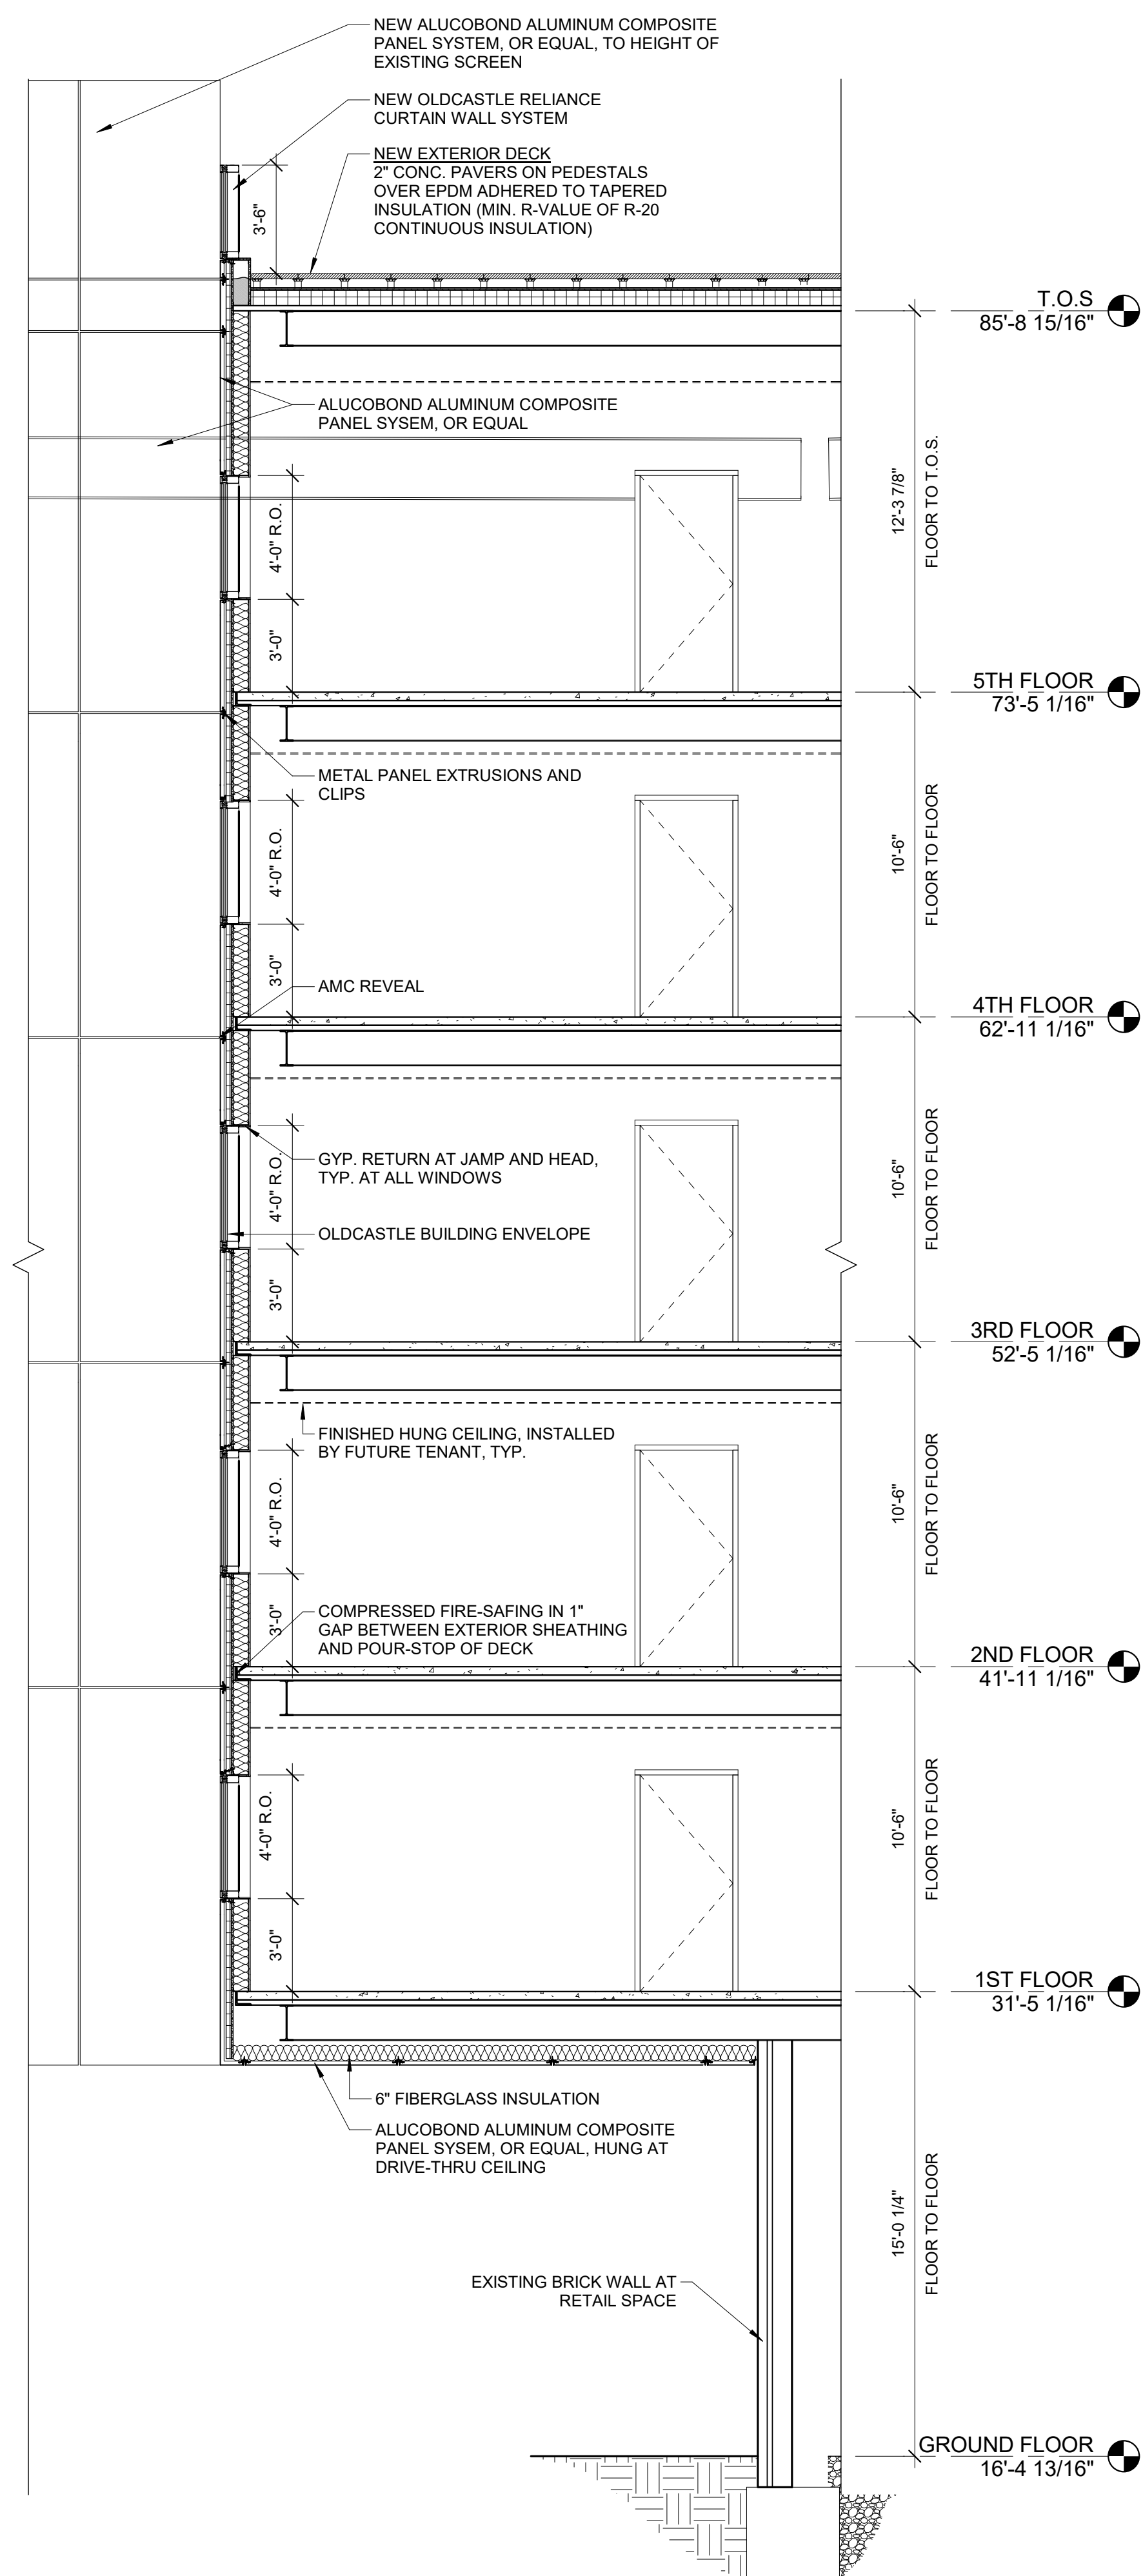 NEW ALUCOBOND ALUMINUM COMPOSITE
PANEL SYSTEM, OR EQUAL, TO HEIGHT OF
EXISTING SCREEN
NEW OLDCASTLE RELIANCE
CURTAIN WALL SYSTEM
NEW EXTERIOR DECK
2" CONC. PAVERS ON PEDESTALS
OVER EPDM ADHERED TO TAPERED
INSULATION (MIN. R-VALUE OF R-20
CONTINUOUS INSULATION)
3'-6"
T.O.S
85'-8 15/16"
ALUCOBOND ALUMINUM COMPOSITE
PANEL SYSEM, OR EQUAL
12'-3 7/8"
FLOOR TO T.O.S.
4'-0" R.O.
3'-0"
5TH FLOOR
73'-5 1/16"
METAL PANEL EXTRUSIONS AND
CLIPS
4'-0" R.O.
10'-6"
FLOOR TO FLOOR
3'-0"
AMC REVEAL
4TH FLOOR
62'-11 1/16"
GYP. RETURN AT JAMP AND HEAD,
TYP. AT ALL WINDOWS
4'-0" R.O.
10'-6"
FLOOR TO FLOOR
OLDCASTLE BUILDING ENVELOPE
3'-0"
3RD FLOOR
52'-5 1/16"
FINISHED HUNG CEILING, INSTALLED
BY FUTURE TENANT, TYP.
4'-0" R.O.
10'-6"
FLOOR TO FLOOR
3'-0"
COMPRESSED FIRE-SAFING IN 1"
GAP BETWEEN EXTERIOR SHEATHING
AND POUR-STOP OF DECK
2ND FLOOR
41'-11 1/16"
4'-0" R.O.
10'-6"
FLOOR TO FLOOR
3'-0"
1ST FLOOR
31'-5 1/16"
6" FIBERGLASS INSULATION
ALUCOBOND ALUMINUM COMPOSITE
PANEL SYSEM, OR EQUAL, HUNG AT
DRIVE-THRU CEILING
15'-0 1/4"
FLOOR TO FLOOR
EXISTING BRICK WALL AT
RETAIL SPACE
GROUND FLOOR
16'-4 13/16"